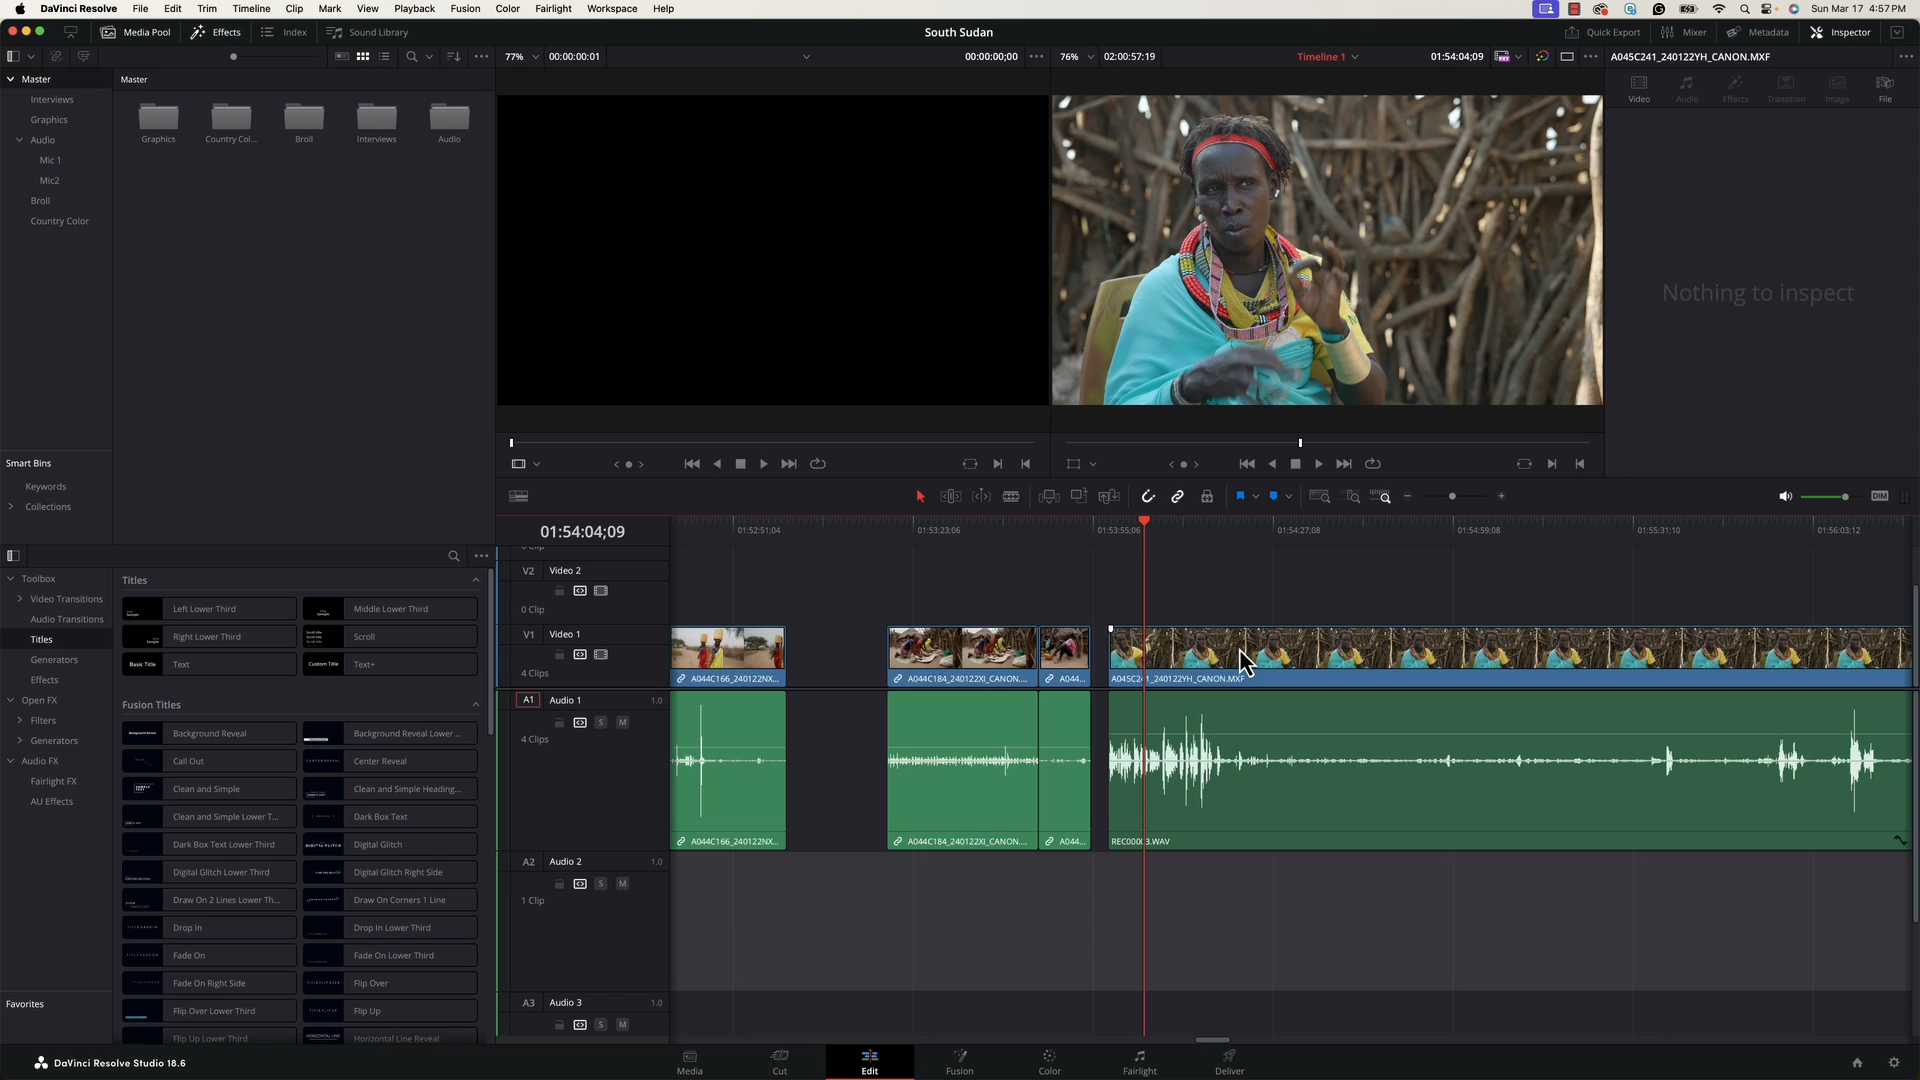 DaVinci Resolve File Edit Trim Timeline Clip Mark View Playback Fusion Color Fairlight Workspace Help Sun Mar 17 4:57 PM
Media Pool Effects Index Sound Library South Sudan Quick Export Mixer Metadata Inspector
77% 00:00:00:01 00:00:00;00 76% 02:00:57:19 Timeline 1 01:54:04;09 A045C241_240122YH_CANON.MXF
Master Master
Video Audio Effects Transition Image File
Interviews
Graphics
Audio
Mic 1
Mic2
Broll
Country Color
Graphics Country Col... Broll Interviews Audio
Nothing to inspect
Smart Bins
Keywords
Collections
DIM
01:54:04;09 01:52:51;04 01:53:23;06 01:53:55;06 01:54:27;08 01:54:59;08 01:55:31;10 01:56:03;12
Toolbox
Video Transitions
Audio Transitions
Titles
Generators
Effects
Open FX
Filters
Generators
Audio FX
Fairlight FX
AU Effects
Favorites
Titles
Left Lower Third Middle Lower Third
Right Lower Third Scroll
Basic Title Text Custom Title Text+
Fusion Titles
Background Reveal Background Reveal Lower ...
Call Out Center Reveal
Clean and Simple Clean and Simple Heading...
Clean and Simple Lower T... Dark Box Text
Dark Box Text Lower Third Digital Glitch
Digital Glitch Lower Third Digital Glitch Right Side
Draw On 2 Lines Lower Th... Draw On Corners 1 Line
Drop In Drop In Lower Third
Fade On Fade On Lower Third
Fade On Right Side Flip Over
Flip Over Lower Third Flip Up
Flip Up Lower Third Horizontal Line Reveal
0 Clip
V2 Video 2
0 Clip
V1 Video 1
4 Clips
A044C166_240122NX... A044C184_240122XI_CANON.... A044... A045C241_240122YH_CANON.MXF
A1 Audio 1 1.0
S M
4 Clips
A044C166_240122NX... A044C184_240122XI_CANON.... A044... REC00003.WAV
A2 Audio 2 1.0
S M
1 Clip
A3 Audio 3 1.0
S M
DaVinci Resolve Studio 18.6 Media Cut Edit Fusion Color Fairlight Deliver